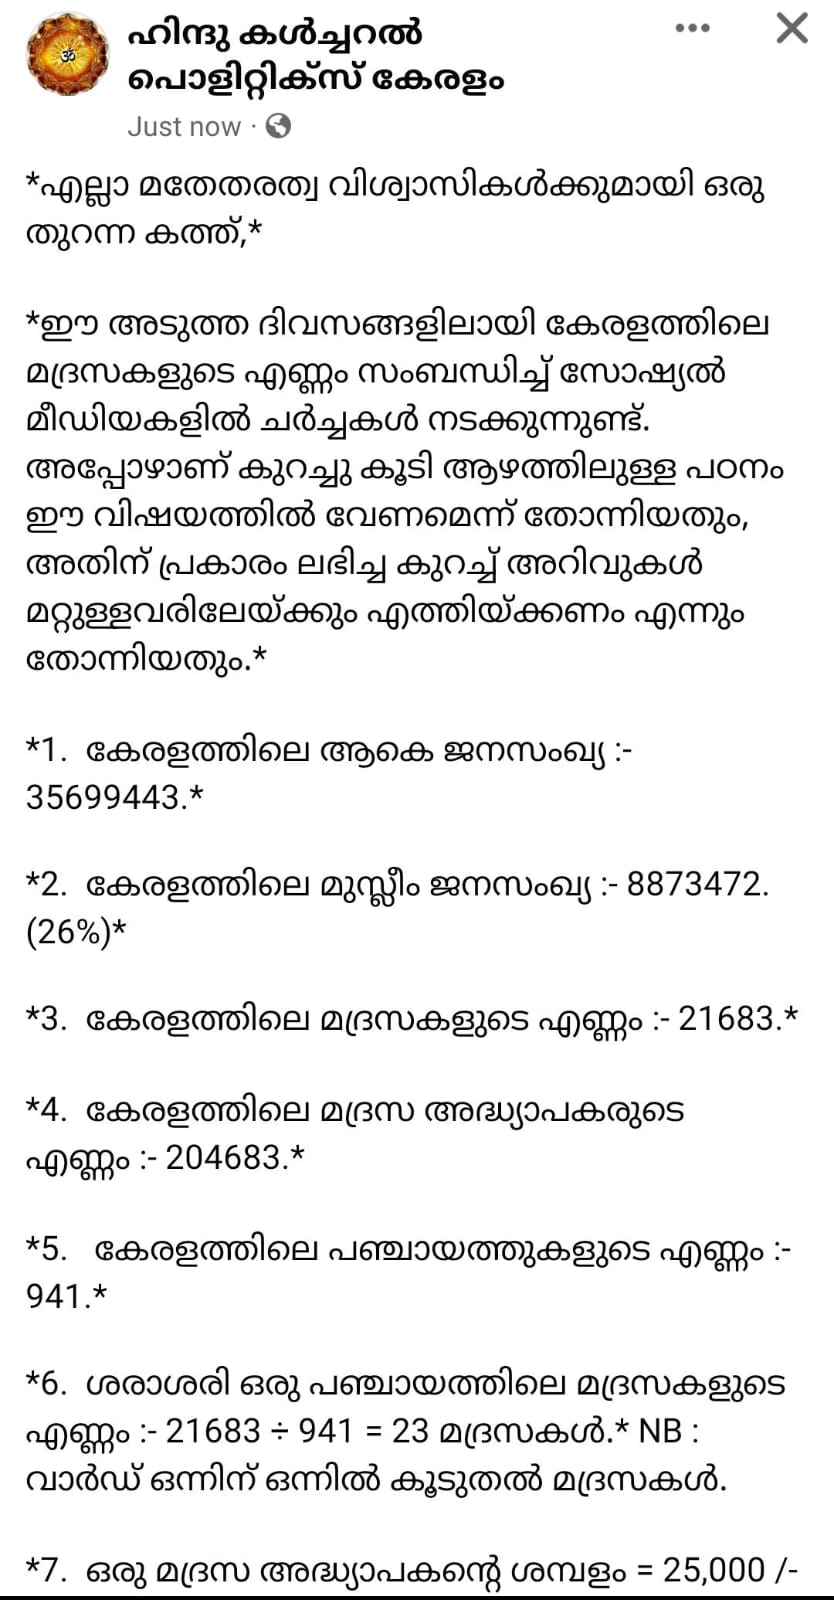 ഹിന്ദു കൾച്ചറൽ
പൊളിറ്റിക്സ് കേരളം
Just now ·
*എല്ലാ മതേതരത്വ വിശ്വാസികൾക്കുമായി ഒരു
തുറന്ന കത്ത്,*
*ഈ അടുത്ത ദിവസങ്ങളിലായി കേരളത്തിലെ
മദ്രസകളുടെ എണ്ണം സംബന്ധിച്ച് സോഷ്യൽ
മീഡിയകളിൽ ചർച്ചകൾ നടക്കുന്നുണ്ട്.
അപ്പോഴാണ് കുറച്ചു കൂടി ആഴത്തിലുള്ള പഠനം
ഈ വിഷയത്തിൽ വേണമെന്ന് തോന്നിയതും,
അതിന് പ്രകാരം ലഭിച്ച കുറച്ച് അറിവുകൾ
മറ്റുള്ളവരിലേയ്ക്കും എത്തിയ്ക്കണം എന്നും
തോന്നിയതും.*
*1.  കേരളത്തിലെ ആകെ ജനസംഖ്യ :-
35699443.*
*2.  കേരളത്തിലെ മുസ്ലീം ജനസംഖ്യ :- 8873472.
(26%)*
*3.  കേരളത്തിലെ മദ്രസകളുടെ എണ്ണം :- 21683.*
*4.  കേരളത്തിലെ മദ്രസ അദ്ധ്യാപകരുടെ
എണ്ണം :- 204683.*
*5.   കേരളത്തിലെ പഞ്ചായത്തുകളുടെ എണ്ണം :-
941.*
*6.  ശരാശരി ഒരു പഞ്ചായത്തിലെ മദ്രസകളുടെ
എണ്ണം :- 21683 ÷ 941 = 23 മദ്രസകൾ.* NB :
വാർഡ് ഒന്നിന് ഒന്നിൽ കൂടുതൽ മദ്രസകൾ.
*7.  ഒരു മദ്രസ അദ്ധ്യാപകന്റെ ശമ്പളം = 25,000 /-